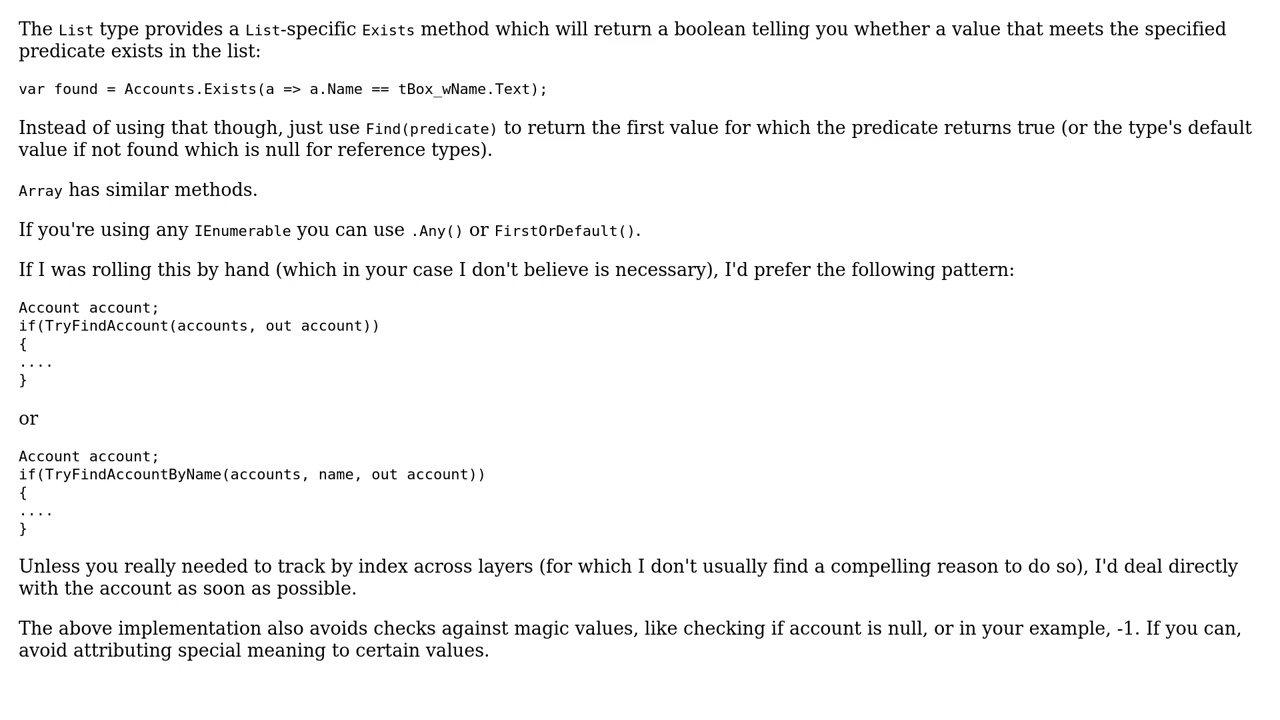 The List type provides a List-specific Exists method which will return a boolean telling you whether a value that meets the specified
predicate exists in the list:
var found = Accounts.Exists(a => a.Name == tBox_wName.Text);
Instead of using that though, just use Find(predicate) to return the first value for which the predicate returns true (or the type's default
value if not found which is null for reference types).
Array has similar methods.
If you're using any IEnumerable you can use .Any() or FirstOrDefault().
If I was rolling this by hand (which in your case I don't believe is necessary), I'd prefer the following pattern:
Account account;
if(TryFindAccount(accounts, out account))
{
....
}
or
Account account;
if(TryFindAccountByName(accounts, name, out account))
{
....
}
Unless you really needed to track by index across layers (for which I don't usually find a compelling reason to do so), I'd deal directly
with the account as soon as possible.
The above implementation also avoids checks against magic values, like checking if account is null, or in your example, -1. If you can,
avoid attributing special meaning to certain values.